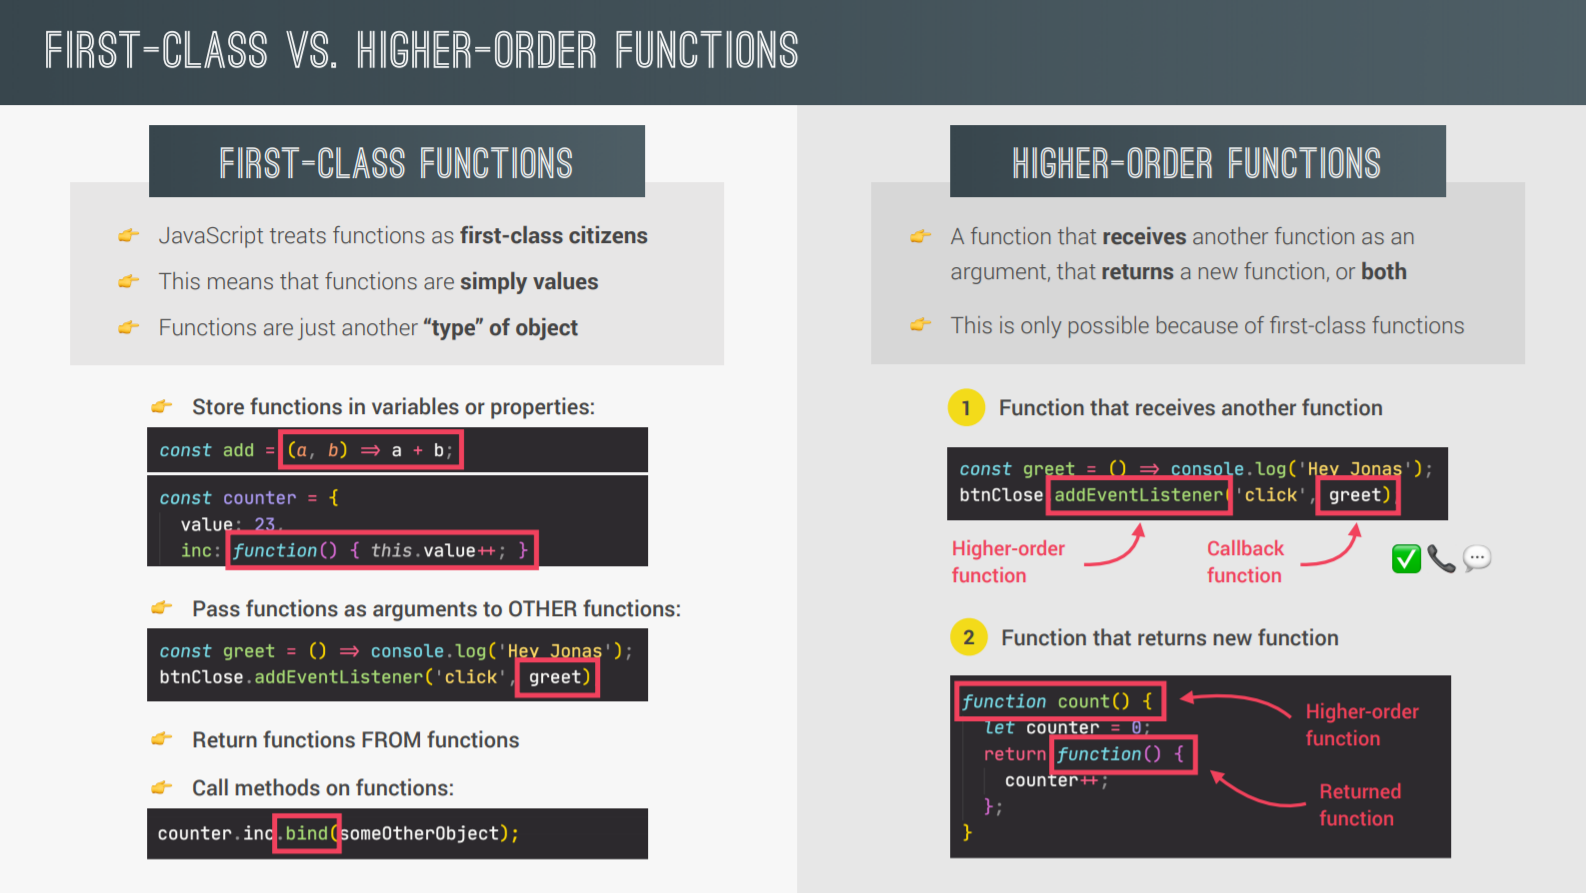 FIRST-CLASS VS. HIGHER-ORDER FUNCTIONS
FIRST-CLASS FUNCTIONS
JavaScript treats functions as first-class citizens
This means that functions are simply values
Functions are just another “type” of object
Store functions in variables or properties:
const add = (a, b) => a + b;
const counter = {
value: 23,
inc: function() { this.value++; }
Pass functions as arguments to OTHER functions:
const greet = () => console.log('Hey Jonas');
btnClose.addEventListener('click', greet)
Return functions FROM functions
Call methods on functions:
counter.inc.bind(someOtherObject);
HIGHER-ORDER FUNCTIONS
A function that receives another function as an
argument, that returns a new function, or both
This is only possible because of first-class functions
1 Function that receives another function
const greet = () => console.log('Hey Jonas');
btnClose.addEventListener('click', greet)
Higher-order
function
Callback
function
2 Function that returns new function
function count() {
let counter = 0;
return function() {
counter++;
};
}
Higher-order
function
Returned
function